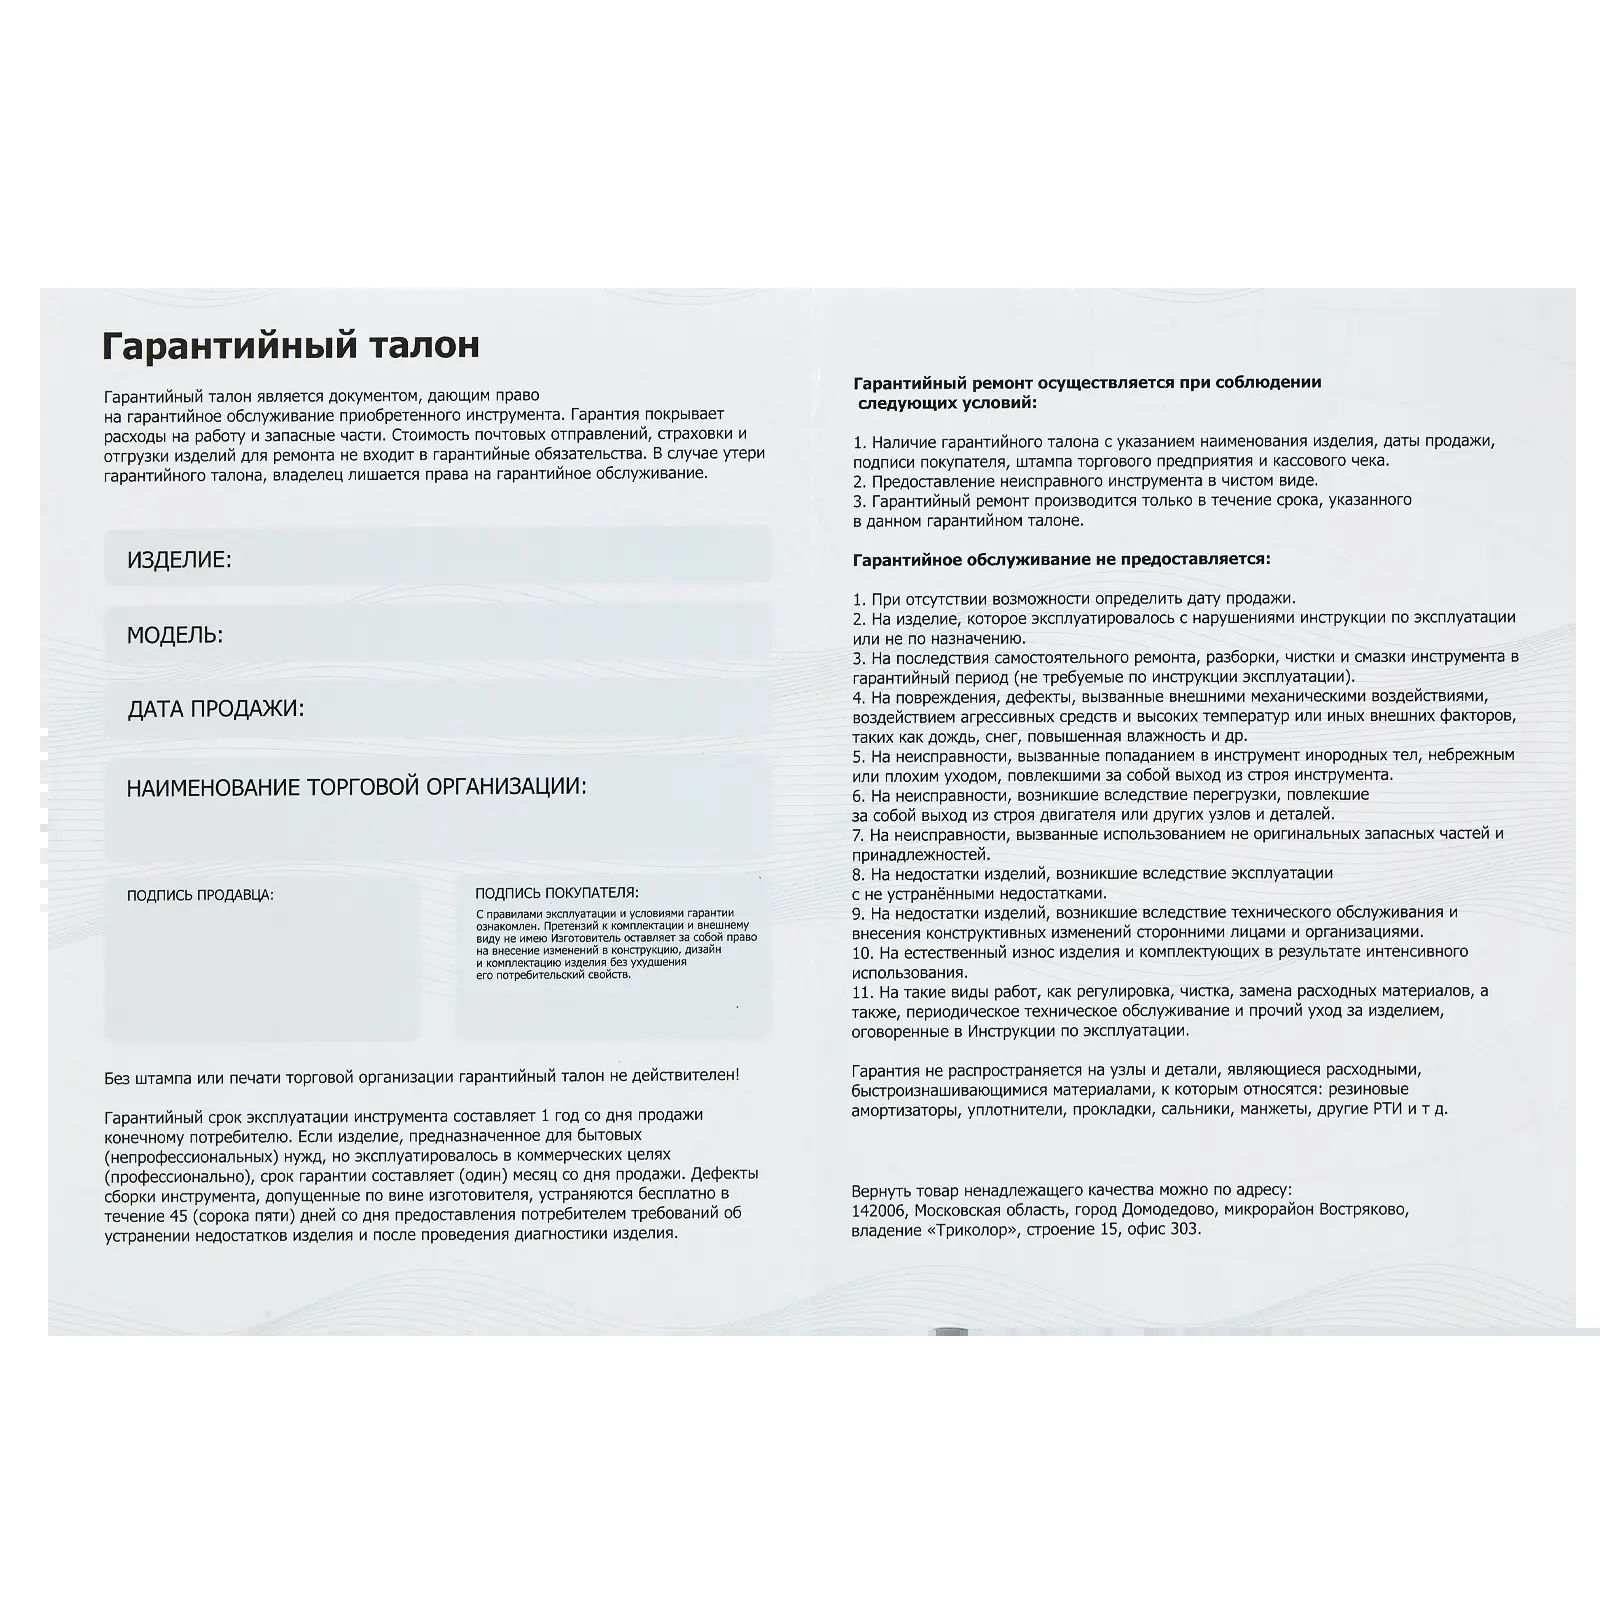 Гарантийный талон
Гарантийный талон является документом, дающим право
на гарантийное обслуживание приобретенного инструмента. Гарантия покрывает
расходы на работу и запасные части. Стоимость почтовых отправлений, страховки и
отгрузки изделий для ремонта не входит в гарантийные обязательства. В случае утери
гарантийного талона, владелец лишается права на гарантийное обслуживание.
ИЗДЕЛИЕ:
МОДЕЛЬ:
ДАТА ПРОДАЖИ:
НАИМЕНОВАНИЕ ТОРГОВОЙ ОРГАНИЗАЦИИ:
ПОДПИСЬ ПРОДАВЦА:
ПОДПИСЬ ПОКУПАТЕЛЯ:
С правилами эксплуатации и условиями гарантии
ознакомлен. Претензий к комплектации и внешнему
виду не имею Изготовитель оставляет за собой право
на внесение изменений в конструкцию, дизайн
и комплектацию изделия без ухудшения
его потребительский свойств.
Без штампа или печати торговой организации гарантийный талон не действителен!
Гарантийный срок эксплуатации инструмента составляет 1 год со дня продажи
конечному потребителю. Если изделие, предназначенное для бытовых
(непрофессиональных) нужд, но эксплуатировалось в коммерческих целях
(профессионально), срок гарантии составляет (один) месяц со дня продажи. Дефекты
сборки инструмента, допущенные по вине изготовителя, устраняются бесплатно в
течение 45 (сорока пяти) дней со дня предоставления потребителем требований об
устранении недостатков изделия и после проведения диагностики изделия.
Гарантийный ремонт осуществляется при соблюдении
следующих условий:
1. Наличие гарантийного талона с указанием наименования изделия, даты продажи,
подписи покупателя, штампа торгового предприятия и кассового чека.
2. Предоставление неисправного инструмента в чистом виде.
3. Гарантийный ремонт производится только в течение срока, указанного
в данном гарантийном талоне.
Гарантийное обслуживание не предоставляется:
1. При отсутствии возможности определить дату продажи.
2. На изделие, которое эксплуатировалось с нарушениями инструкции по эксплуатации
или не по назначению.
3. На последствия самостоятельного ремонта, разборки, чистки и смазки инструмента в
гарантийный период (не требуемые по инструкции эксплуатации).
4. На повреждения, дефекты, вызванные внешними механическими воздействиями,
воздействием агрессивных средств и высоких температур или иных внешних факторов,
таких как дождь, снег, повышенная влажность и др.
5. На неисправности, вызванные попаданием в инструмент инородных тел, небрежным
или плохим уходом, повлекшими за собой выход из строя инструмента.
6. На неисправности, возникшие вследствие перегрузки, повлекшие
за собой выход из строя двигателя или других узлов и деталей.
7. На неисправности, вызванные использованием не оригинальных запасных частей и
принадлежностей.
8. На недостатки изделий, возникшие вследствие эксплуатации
с не устранёнными недостатками.
9. На недостатки изделий, возникшие вследствие технического обслуживания и
внесения конструктивных изменений сторонними лицами и организациями.
10. На естественный износ изделия и комплектующих в результате интенсивного
использования.
11. На такие виды работ, как регулировка, чистка, замена расходных материалов, а
также, периодическое техническое обслуживание и прочий уход за изделием,
оговоренные в Инструкции по эксплуатации.
Гарантия не распространяется на узлы и детали, являющиеся расходными,
быстроизнашивающимися материалами, к которым относятся: резиновые
амортизаторы, уплотнители, прокладки, сальники, манжеты, другие РТИ и т д.
Вернуть товар ненадлежащего качества можно по адресу:
142006, Московская область, город Домодедово, микрорайон Востряково,
владение «Триколор», строение 15, офис 303.